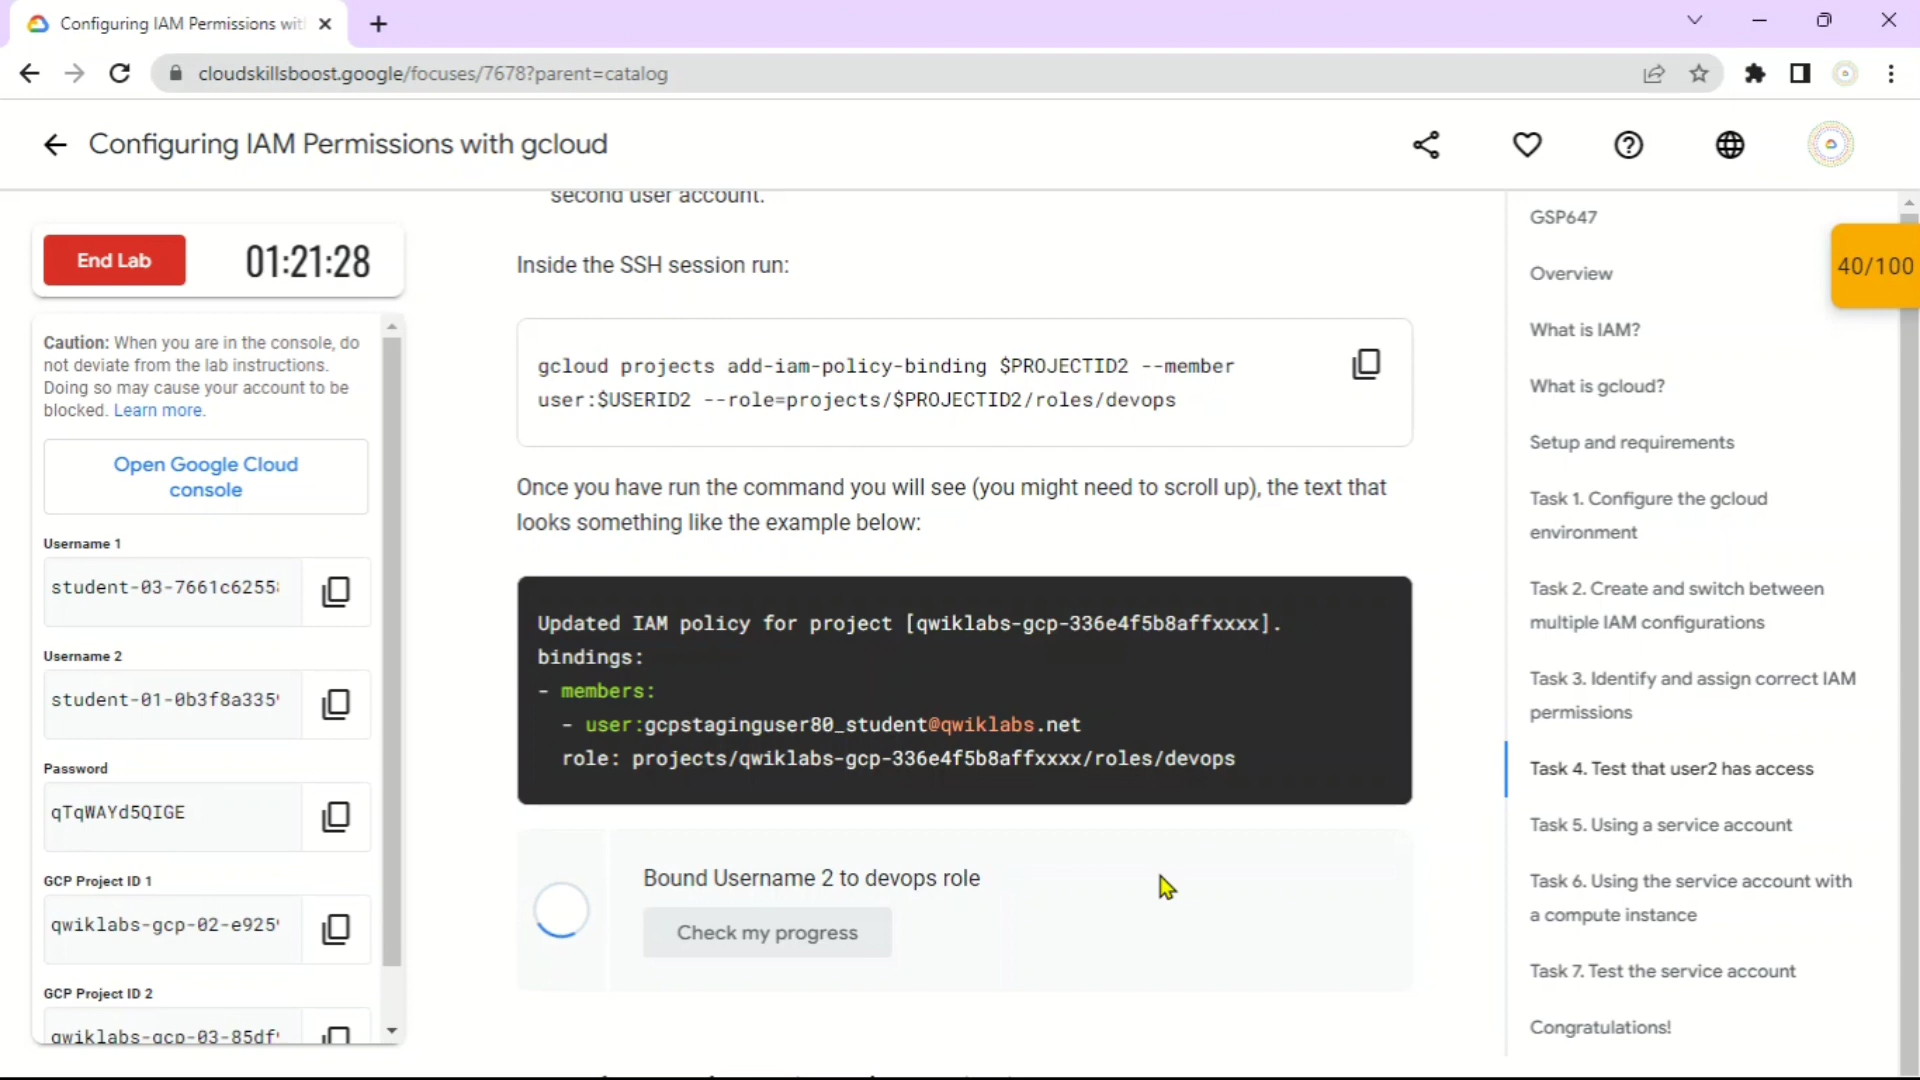 Configuring IAM Permissions wit
cloudskillsboost.google/focuses/7678?parent=catalog
Configuring IAM Permissions with gcloud
End Lab
01:21:28
Caution: When you are in the console, do
not deviate from the lab instructions.
Doing so may cause your account to be
blocked. Learn more.
Open Google Cloud
console
Username 1
student-03-7661c6255
Username 2
student-01-0b3f8a335
Password
qTqWAYd5QIGE
GCP Project ID 1
qwiklabs-gcp-02-e925
GCP Project ID 2
qwiklabs-gcp-03-85df
second user account.
Inside the SSH session run:
gcloud projects add-iam-policy-binding $PROJECTID2 --member
user:$USERID2 --role=projects/$PROJECTID2/roles/devops
Once you have run the command you will see (you might need to scroll up), the text that
looks something like the example below:
Updated IAM policy for project [qwiklabs-gcp-336e4f5b8affxxxx].
bindings:
- members:
- user:gcpstaginguser80_student@qwiklabs.net
role: projects/qwiklabs-gcp-336e4f5b8affxxxx/roles/devops
Bound Username 2 to devops role
Check my progress
GSP647
Overview
What is IAM?
What is gcloud?
Setup and requirements
Task 1. Configure the gcloud
environment
Task 2. Create and switch between
multiple IAM configurations
Task 3. Identify and assign correct IAM
permissions
Task 4. Test that user2 has access
Task 5. Using a service account
Task 6. Using the service account with
a compute instance
Task 7. Test the service account
Congratulations!
40/100